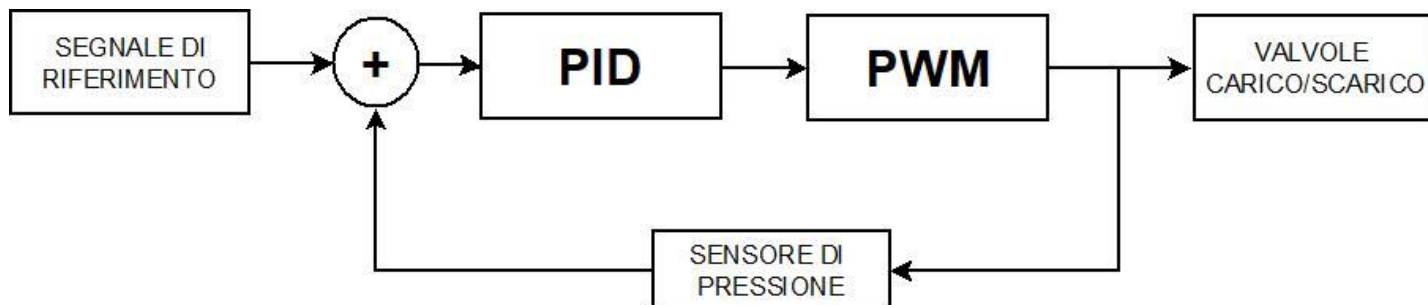 SEGNALE DI
RIFERIMENTO
+
PID
PWM
VALVOLE
CARICO/SCARICO
SENSORE DI
PRESSIONE